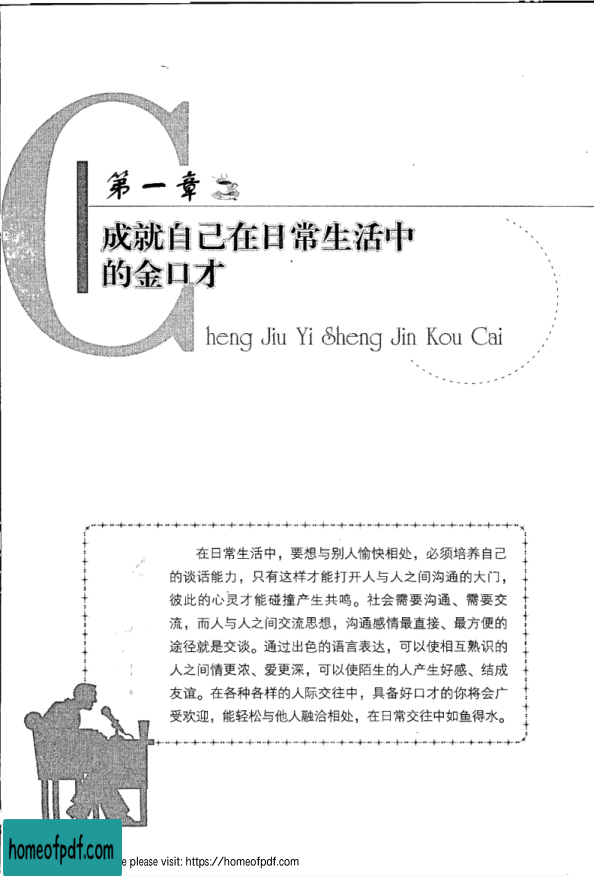 第一章
成就自己在日常生活中
的金口才
Cheng Jiu Yi Sheng Jin Kou Cai
在日常生活中，要想与别人愉快相处，必须培养自己
的谈话能力，只有这样才能打开人与人之间沟通的大门，
彼此的心灵才能碰撞产生共鸣。社会需要沟通、需要交
流，而人与人之间交流思想，沟通感情最直接、最方便的
途径就是交谈。通过出色的语言表达，可以使相互熟识的
人之间情更浓、爱更深，可以使陌生的人产生好感、结成
友谊。在各种各样的人际交往中，具备好口才的你将会广
受欢迎，能轻松与他人融洽相处，在日常交往中如鱼得水。
homeofpdf.com
e please visit: https://homeofpdf.com